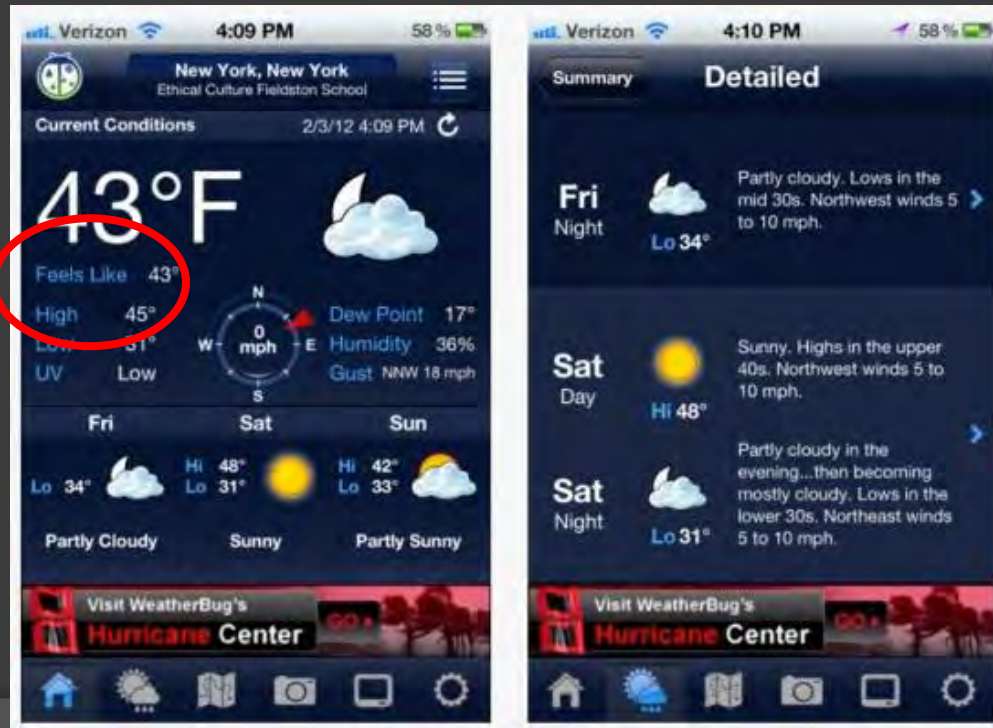 Verizon 4:09 PM 58%
New York, New York
Ethical Culture Fieldston School
Current Conditions 2/3/12 4:09 PM
43°F
Feels Like 43°
High 45°
Low 31°
UV Low
N
W 0 E
mph
S
Dew Point 17°
Humidity 36%
Gust NNW 18 mph
Fri Sat Sun
Lo 34°
Hi 48°
Lo 31°
Hi 42°
Lo 33°
Partly Cloudy Sunny Partly Sunny
Visit WeatherBug's
Hurricane Center GO
Verizon 4:10 PM 58%
Summary Detailed
Fri
Night
Lo 34°
Partly cloudy. Lows in the
mid 30s. Northwest winds 5
to 10 mph.
Sat
Day
Hi 48°
Sunny. Highs in the upper
40s. Northwest winds 5 to
10 mph.
Sat
Night
Lo 31°
Partly cloudy in the
evening...then becoming
mostly cloudy. Lows in the
lower 30s. Northeast winds
5 to 10 mph.
Visit WeatherBug's
Hurricane Center GO